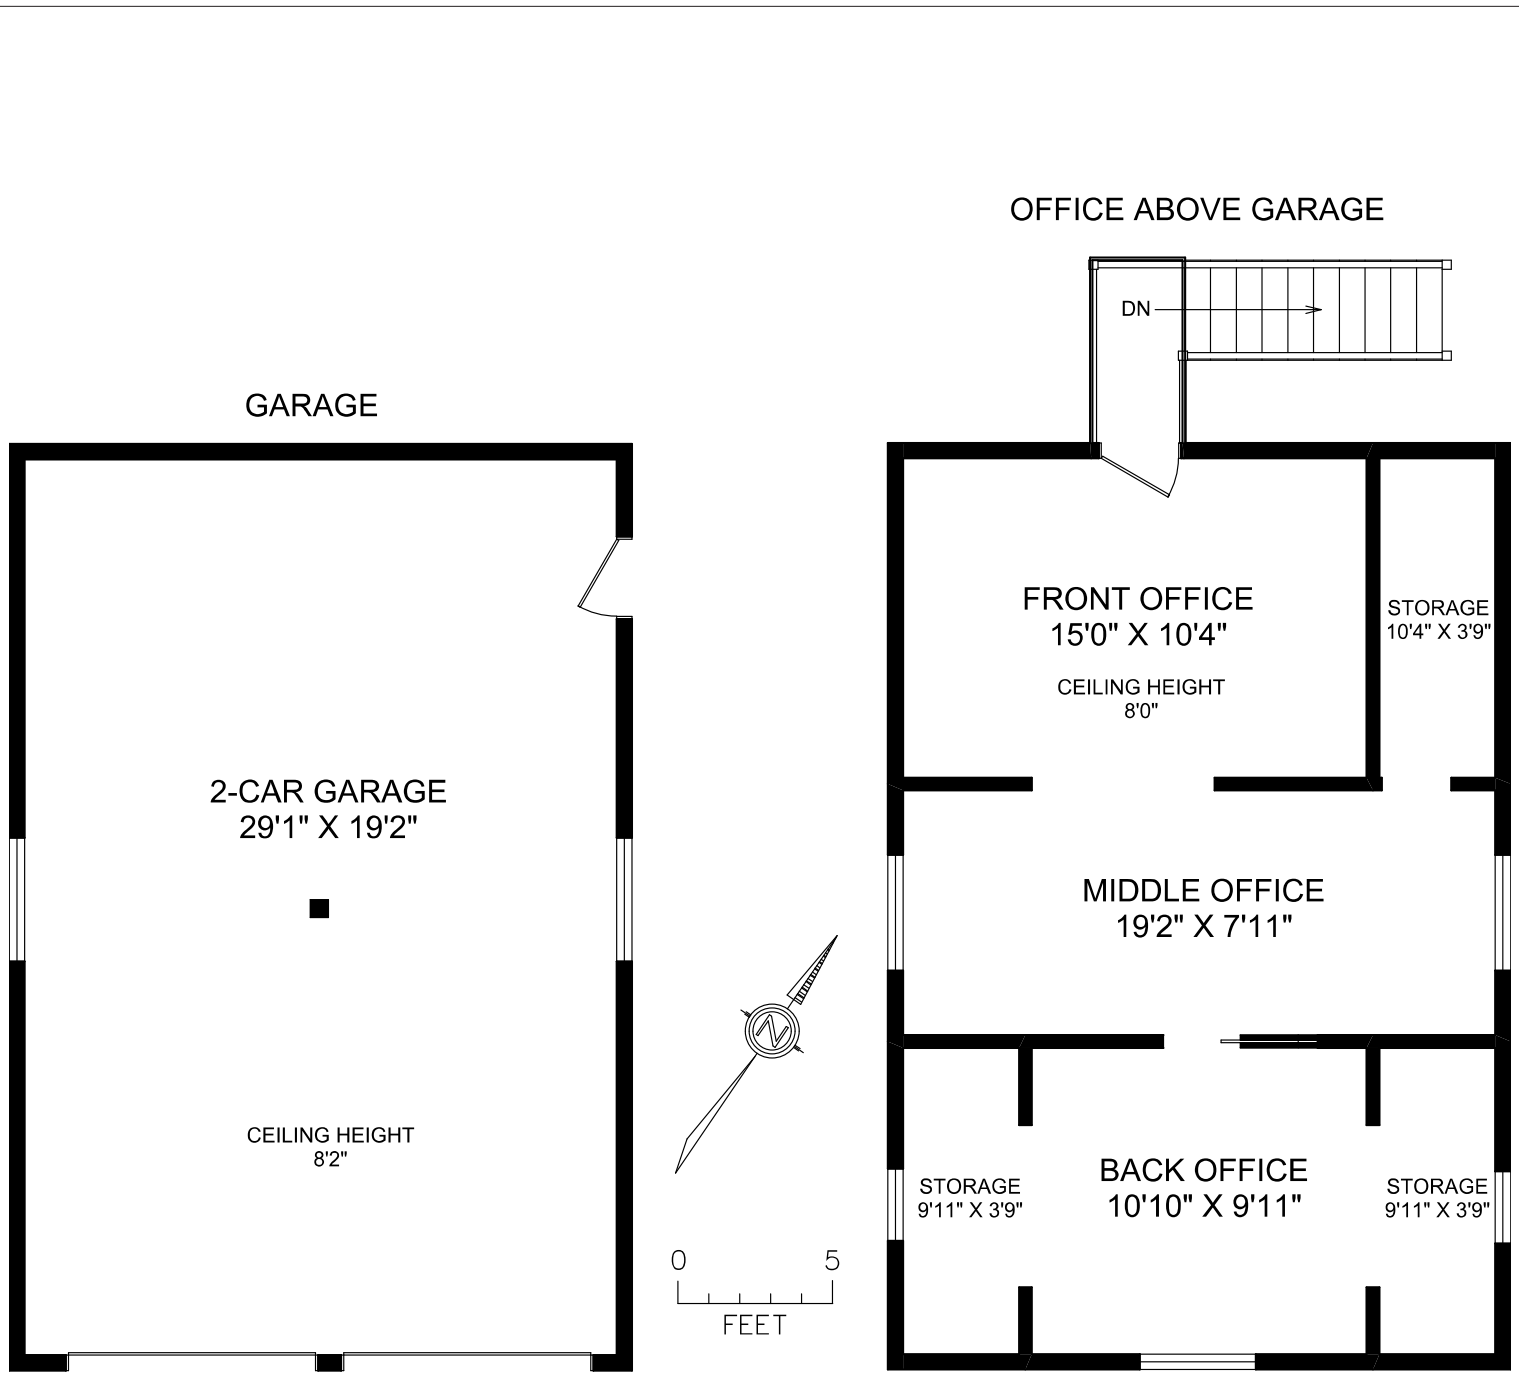 OFFICE ABOVE GARAGE
DN
GARAGE
FRONT OFFICE
15'0" X 10'4"
CEILING HEIGHT
8'0"
STORAGE
10'4" X 3'9"
2-CAR GARAGE
29'1" X 19'2"
MIDDLE OFFICE
19'2" X 7'11"
N
CEILING HEIGHT
8'2"
STORAGE
9'11" X 3'9"
BACK OFFICE
10'10" X 9'11"
STORAGE
9'11" X 3'9"
0 5
FEET